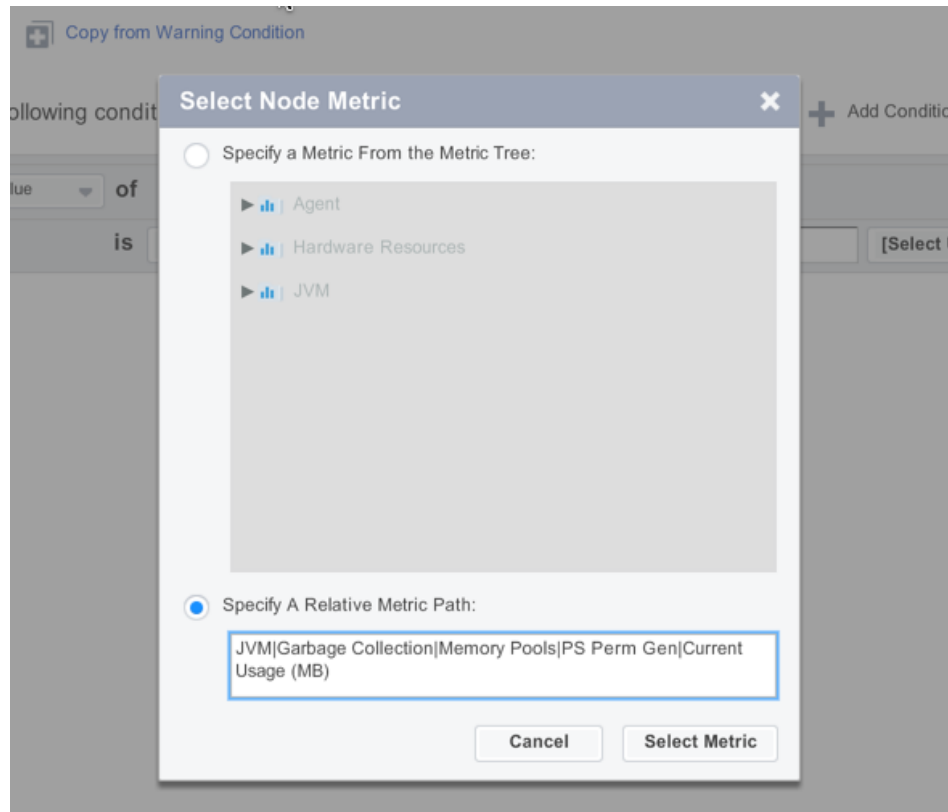 Copy from Warning Condition
Select Node Metric
ollowing condit
Add Conditio
Specify a Metric From the Metric Tree:
lue of
Agent
is
Hardware Resources
[Select
JVM
Specify A Relative Metric Path:
JVM|Garbage Collection|Memory Pools|PS Perm Gen|Current
Usage (MB)
Cancel Select Metric